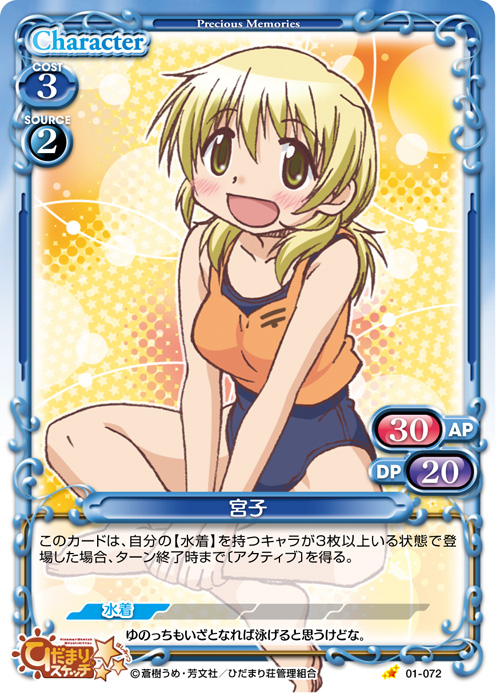 Precious Memories
Character
COST
3
SOURCE
2
30 AP
DP 20
宮子
このカードは、自分の【水着】を持つキャラが3枚以上いる状態で登
場した場合、ターン終了時まで〔アクティブ〕を得る。
水着
ゆのっちもいざとなれば泳げると思うけどな。
ひだまり
スケッチ
©蒼樹うめ・芳文社／ひだまり荘管理組合
01-072